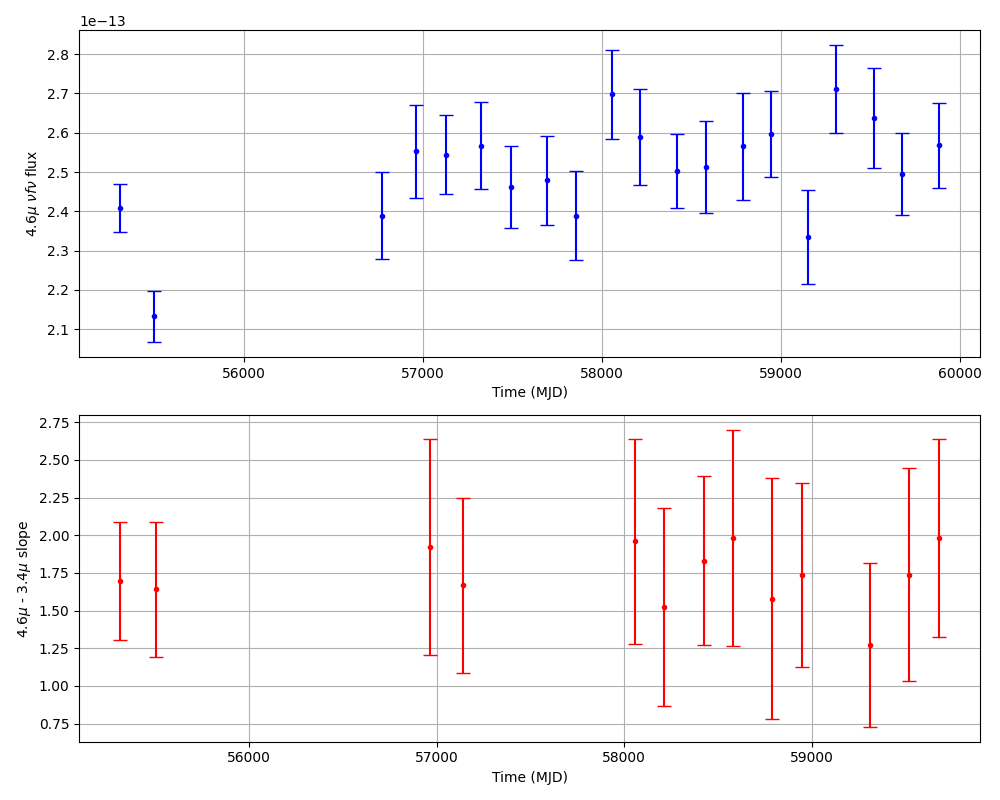 1e−13
2.8
2.7
2.6
2.5
2.4
2.3
2.2
2.1
4.6μ νfν flux
56000 57000 58000 59000 60000
Time (MJD)
2.75
2.50
2.25
2.00
1.75
1.50
1.25
1.00
0.75
4.6μ - 3.4μ slope
56000 57000 58000 59000
Time (MJD)